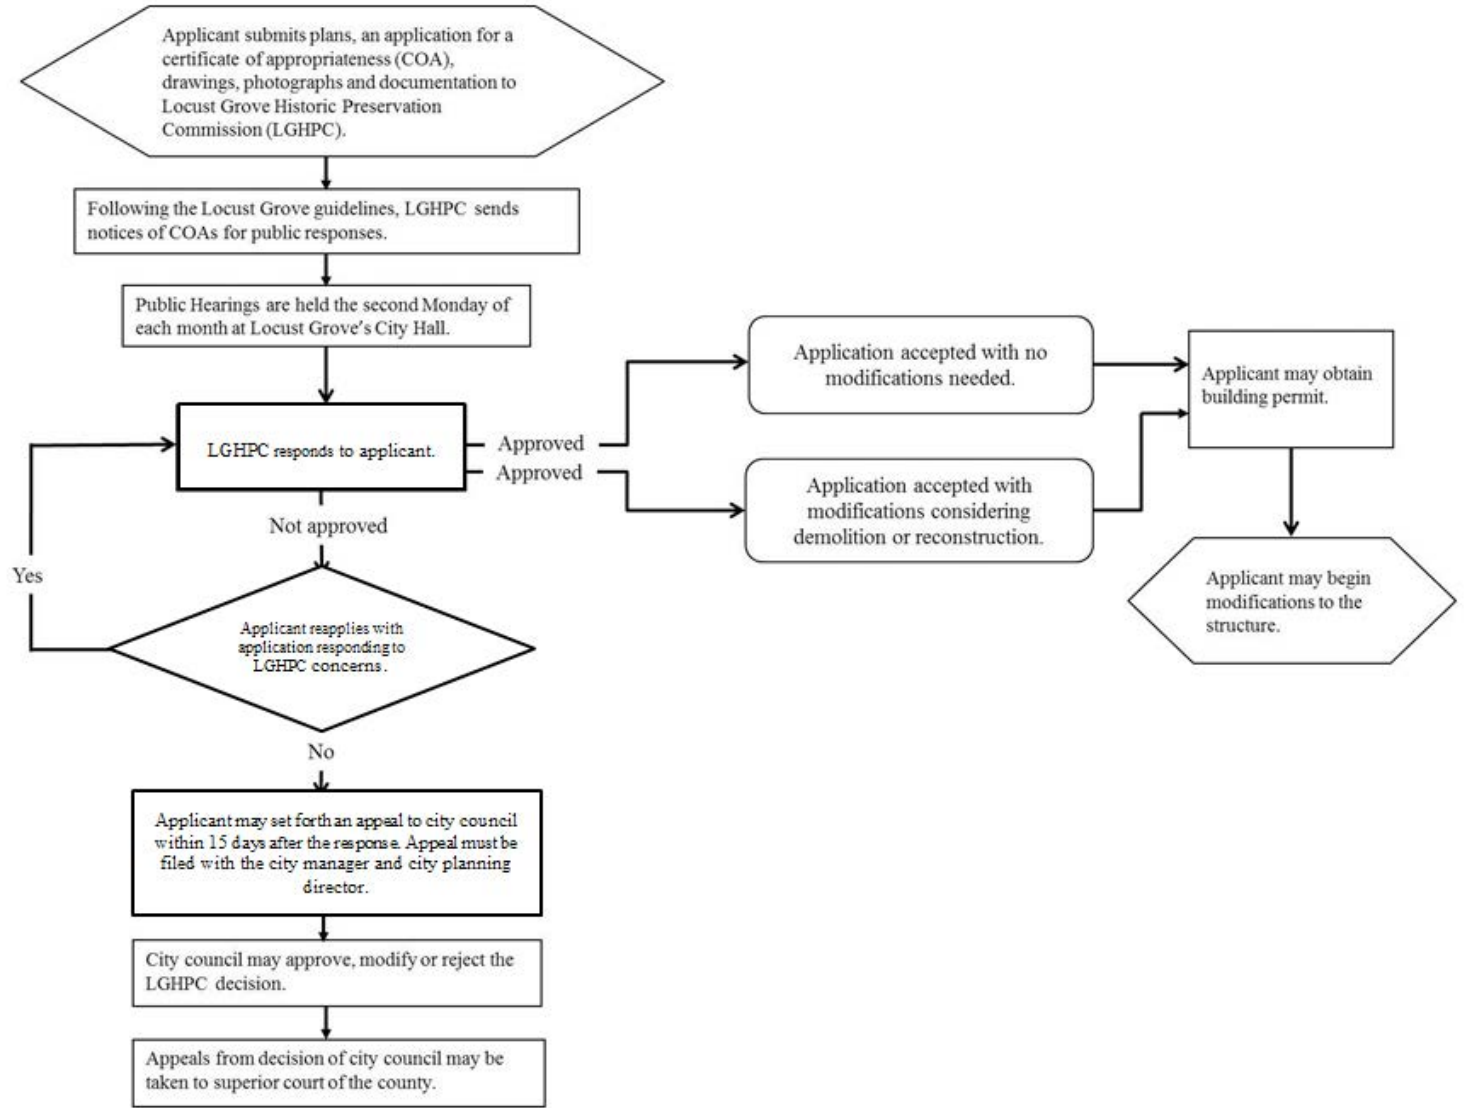 Applicant submits plans, an application for a
certificate of appropriateness (COA),
drawings, photographs and documentation to
Locust Grove Historic Preservation
Commission (LGHPC).
Following the Locust Grove guidelines, LGHPC sends
notices of COAs for public responses.
Public Hearings are held the second Monday of
each month at Locust Grove's City Hall.
LGHPC responds to applicant.
Approved
Approved
Application accepted with no
modifications needed.
Application accepted with
modifications considering
demolition or reconstruction.
Applicant may obtain
building permit.
Applicant may begin
modifications to the
structure.
Not approved
Yes
Applicant reapplies with
application responding to
LGHPC concerns.
No
Applicant may set forth an appeal to city council
within 15 days after the response. Appeal must be
filed with the city manager and city planning
director.
City council may approve, modify or reject the
LGHPC decision.
Appeals from decision of city council may be
taken to superior court of the county.